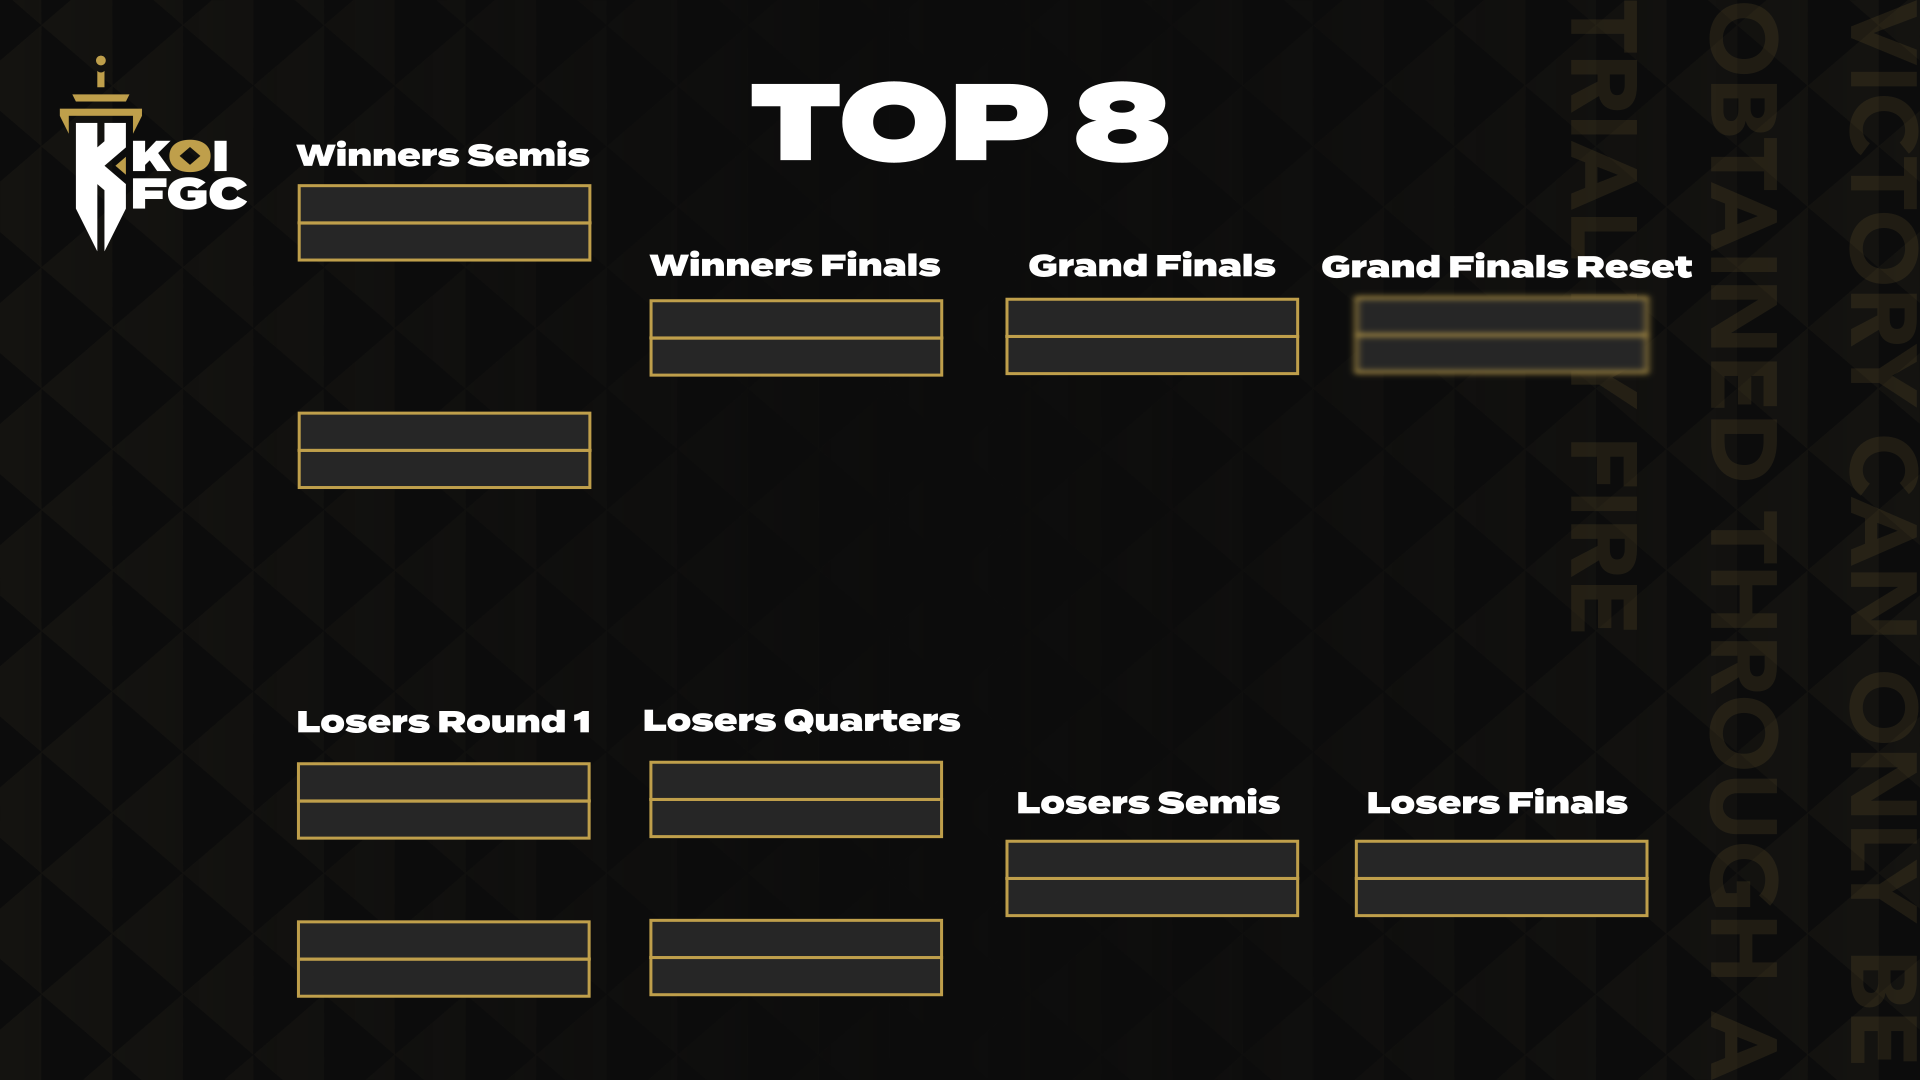 TOP 8
KOI
FGC
Winners Semis
Winners Finals
Grand Finals
Grand Finals Reset
Losers Round 1
Losers Quarters
Losers Semis
Losers Finals
VICTORY CAN ONLY BE
OBTAINED THROUGH A
TRIAL Y FIRE